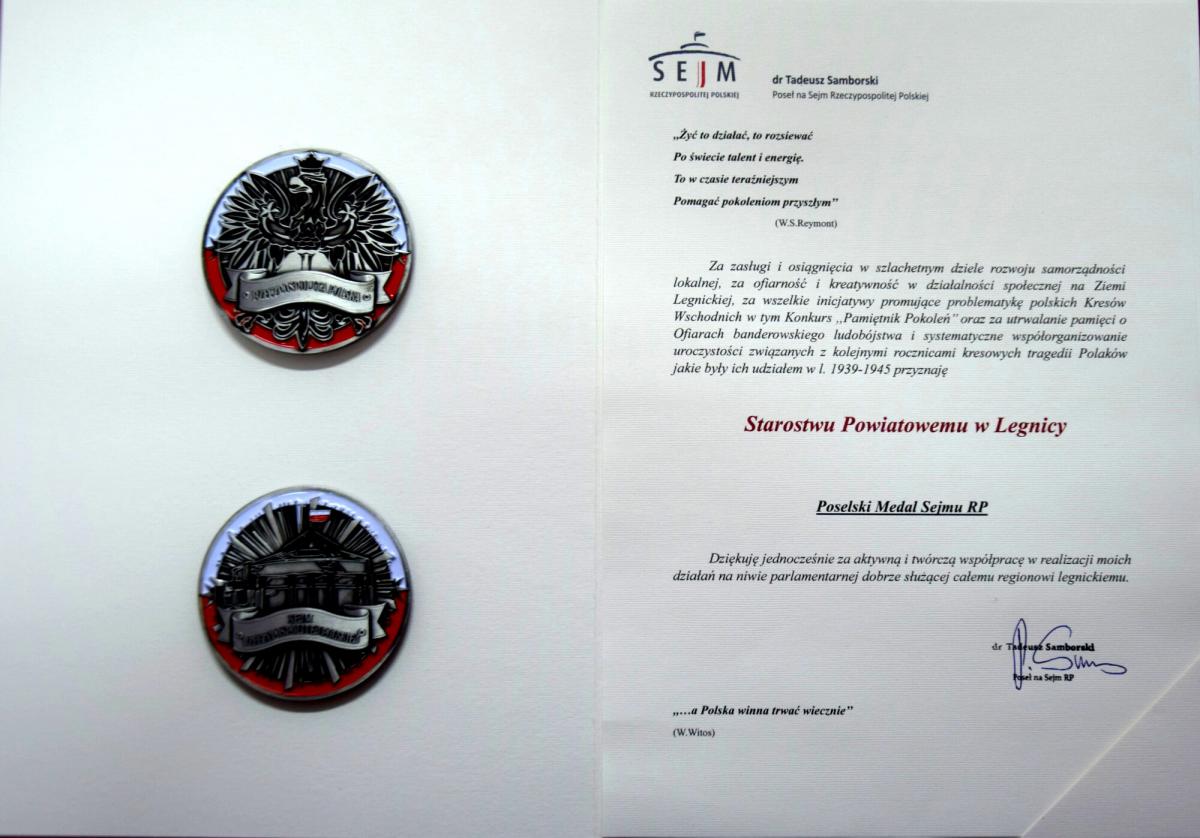 SEJM
RZECZYPOSPOLITEJ POLSKIEJ
dr Tadeusz Samborski
Poseł na Sejm Rzeczypospolitej Polskiej
„Żyć to działać, to rozsiewać
Po świecie talent i energię.
To w czasie teraźniejszym
Pomagać pokoleniom przyszłym”
(W.S.Reymont)
Za zasługi i osiągnięcia w szlachetnym dziele rozwoju samorządności
lokalnej, za ofiarność i kreatywność w działalności społecznej na Ziemi
Legnickiej, za wszelkie inicjatywy promujące problematykę polskich Kresów
Wschodnich w tym Konkurs ,,Pamiętnik Pokoleń” oraz za utrwalanie pamięci o
Ofiarach banderowskiego ludobójstwa i systematyczne współorganizowanie
uroczystości związanych z kolejnymi rocznicami kresowych tragedii Polaków
jakie były ich udziałem w l. 1939-1945 przyznaję
Starostwu Powiatowemu w Legnicy
Poselski Medal Sejmu RP
Dziękuję jednocześnie za aktywną i twórczą współpracę w realizacji moich
działań na niwie parlamentarnej dobrze służącej całemu regionowi legnickiemu.
dr Tadeusz Samborski
Poseł na Sejm RP
„…a Polska winna trwać wiecznie”
(W.Witos)
SEJM